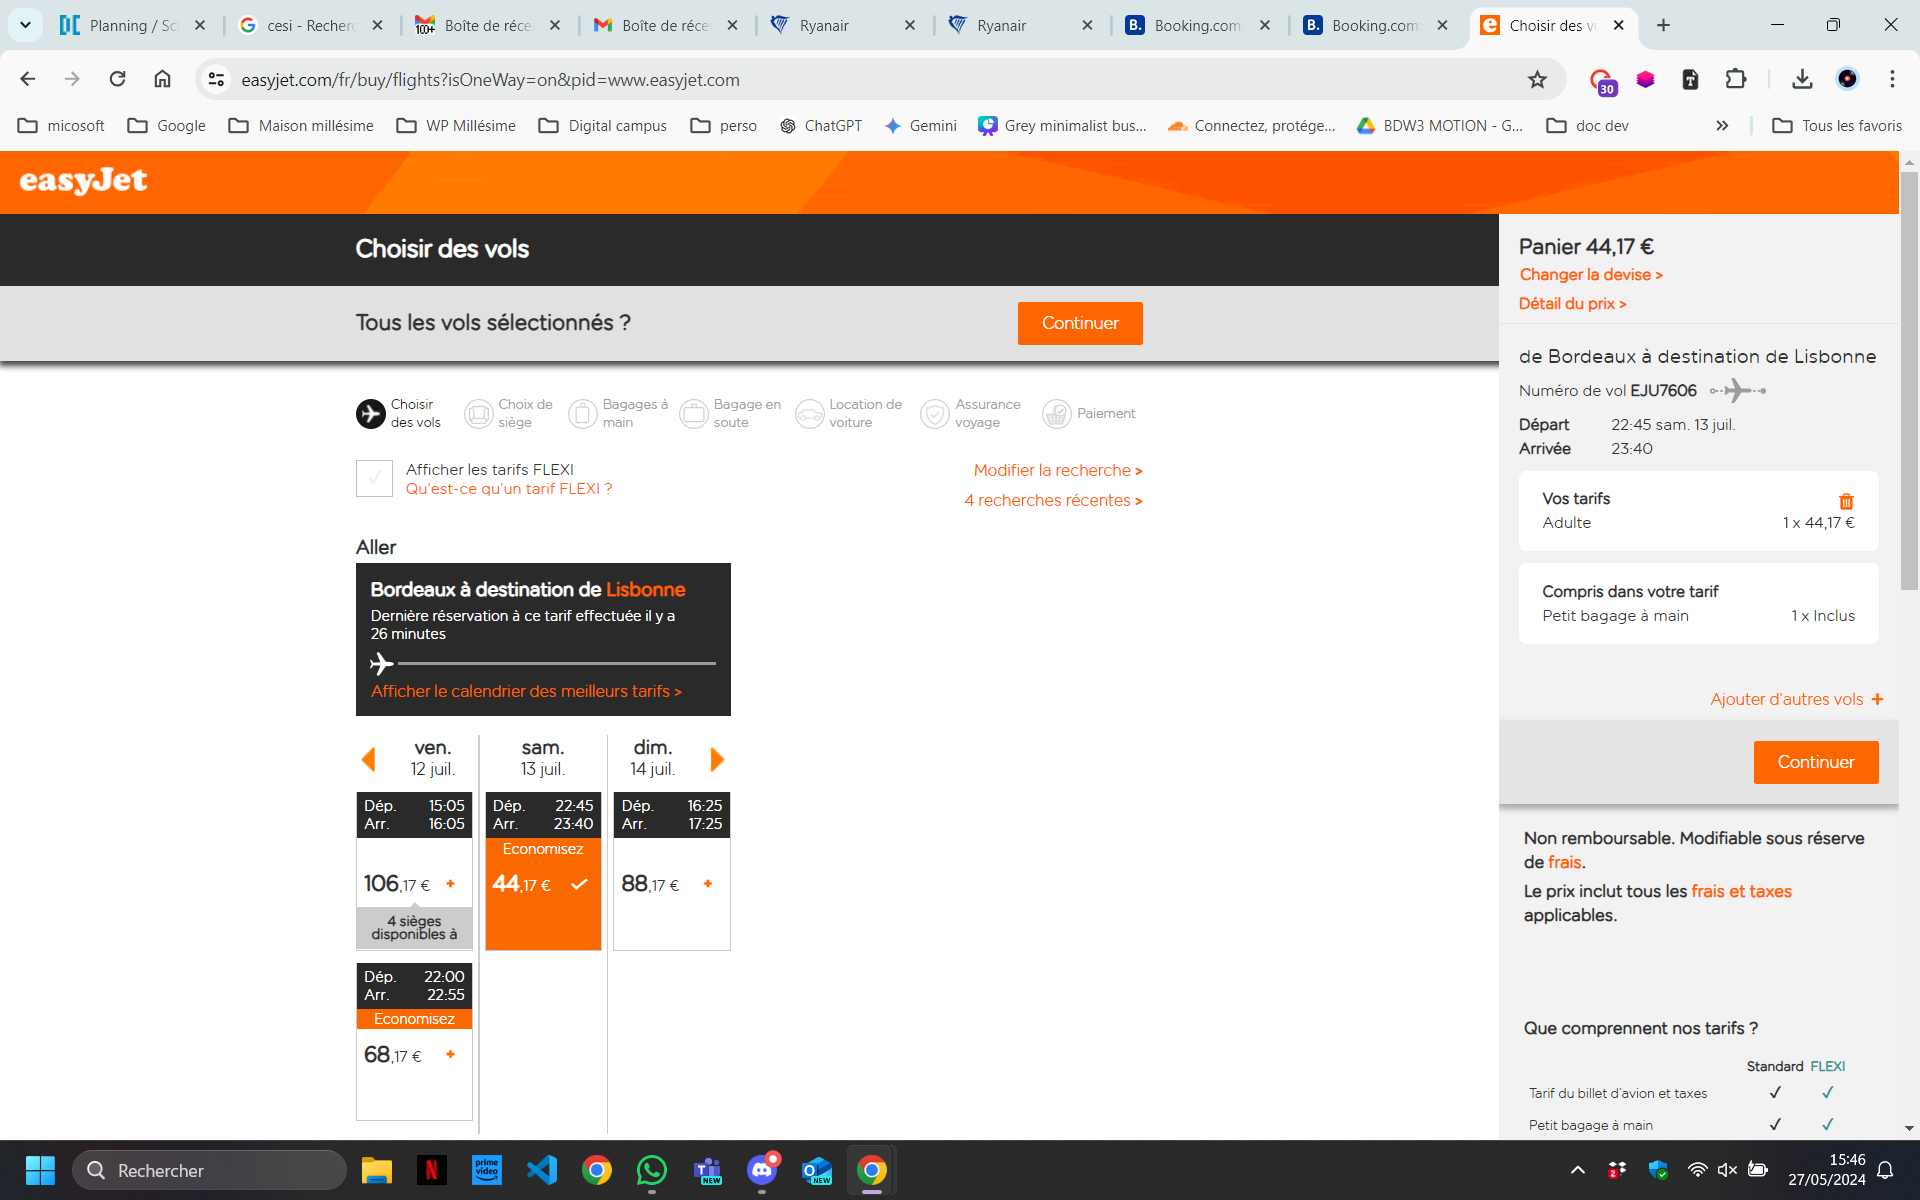 Planning / Sc
cesi - Recherc
Boîte de réce
Boîte de réce
Ryanair
Ryanair
Booking.com
Booking.com
Choisir des vo
easyjet.com/fr/buy/flights?isOneWay=on&pid=www.easyjet.com
30
micosoft
Google
Maison millésime
WP Millésime
Digital campus
perso
ChatGPT
Gemini
Grey minimalist bus...
Connectez, protége...
BDW3 MOTION - G...
doc dev
Tous les favoris
easyJet
Choisir des vols
Tous les vols sélectionnés ?
Continuer
Choisir
des vols
Choix de
siège
Bagages à
main
Bagage en
soute
Location de
voiture
Assurance
voyage
Paiement
Afficher les tarifs FLEXI
Qu'est-ce qu'un tarif FLEXI ?
Modifier la recherche >
4 recherches récentes >
Aller
Bordeaux à destination de Lisbonne
Dernière réservation à ce tarif effectuée il y a
26 minutes
Afficher le calendrier des meilleurs tarifs >
ven.
12 juil.
sam.
13 juil.
dim.
14 juil.
Dép. 15:05
Arr. 16:05
106,17 € +
4 sièges
disponibles à
Dép. 22:45
Arr. 23:40
Economisez
44,17 €
Dép. 16:25
Arr. 17:25
88,17 € +
Dép. 22:00
Arr. 22:55
Economisez
68,17 € +
Panier 44,17 €
Changer la devise >
Détail du prix >
de Bordeaux à destination de Lisbonne
Numéro de vol EJU7606
Départ 22:45 sam. 13 juil.
Arrivée 23:40
Vos tarifs
Adulte 1 x 44,17 €
Compris dans votre tarif
Petit bagage à main 1 x Inclus
Ajouter d'autres vols +
Continuer
Non remboursable. Modifiable sous réserve
de frais.
Le prix inclut tous les frais et taxes
applicables.
Que comprennent nos tarifs ?
Standard FLEXI
Tarif du billet d'avion et taxes ✓ ✓
Petit bagage à main ✓ ✓
Rechercher
prime
video
NEW
NEW
2
15:46
27/05/2024